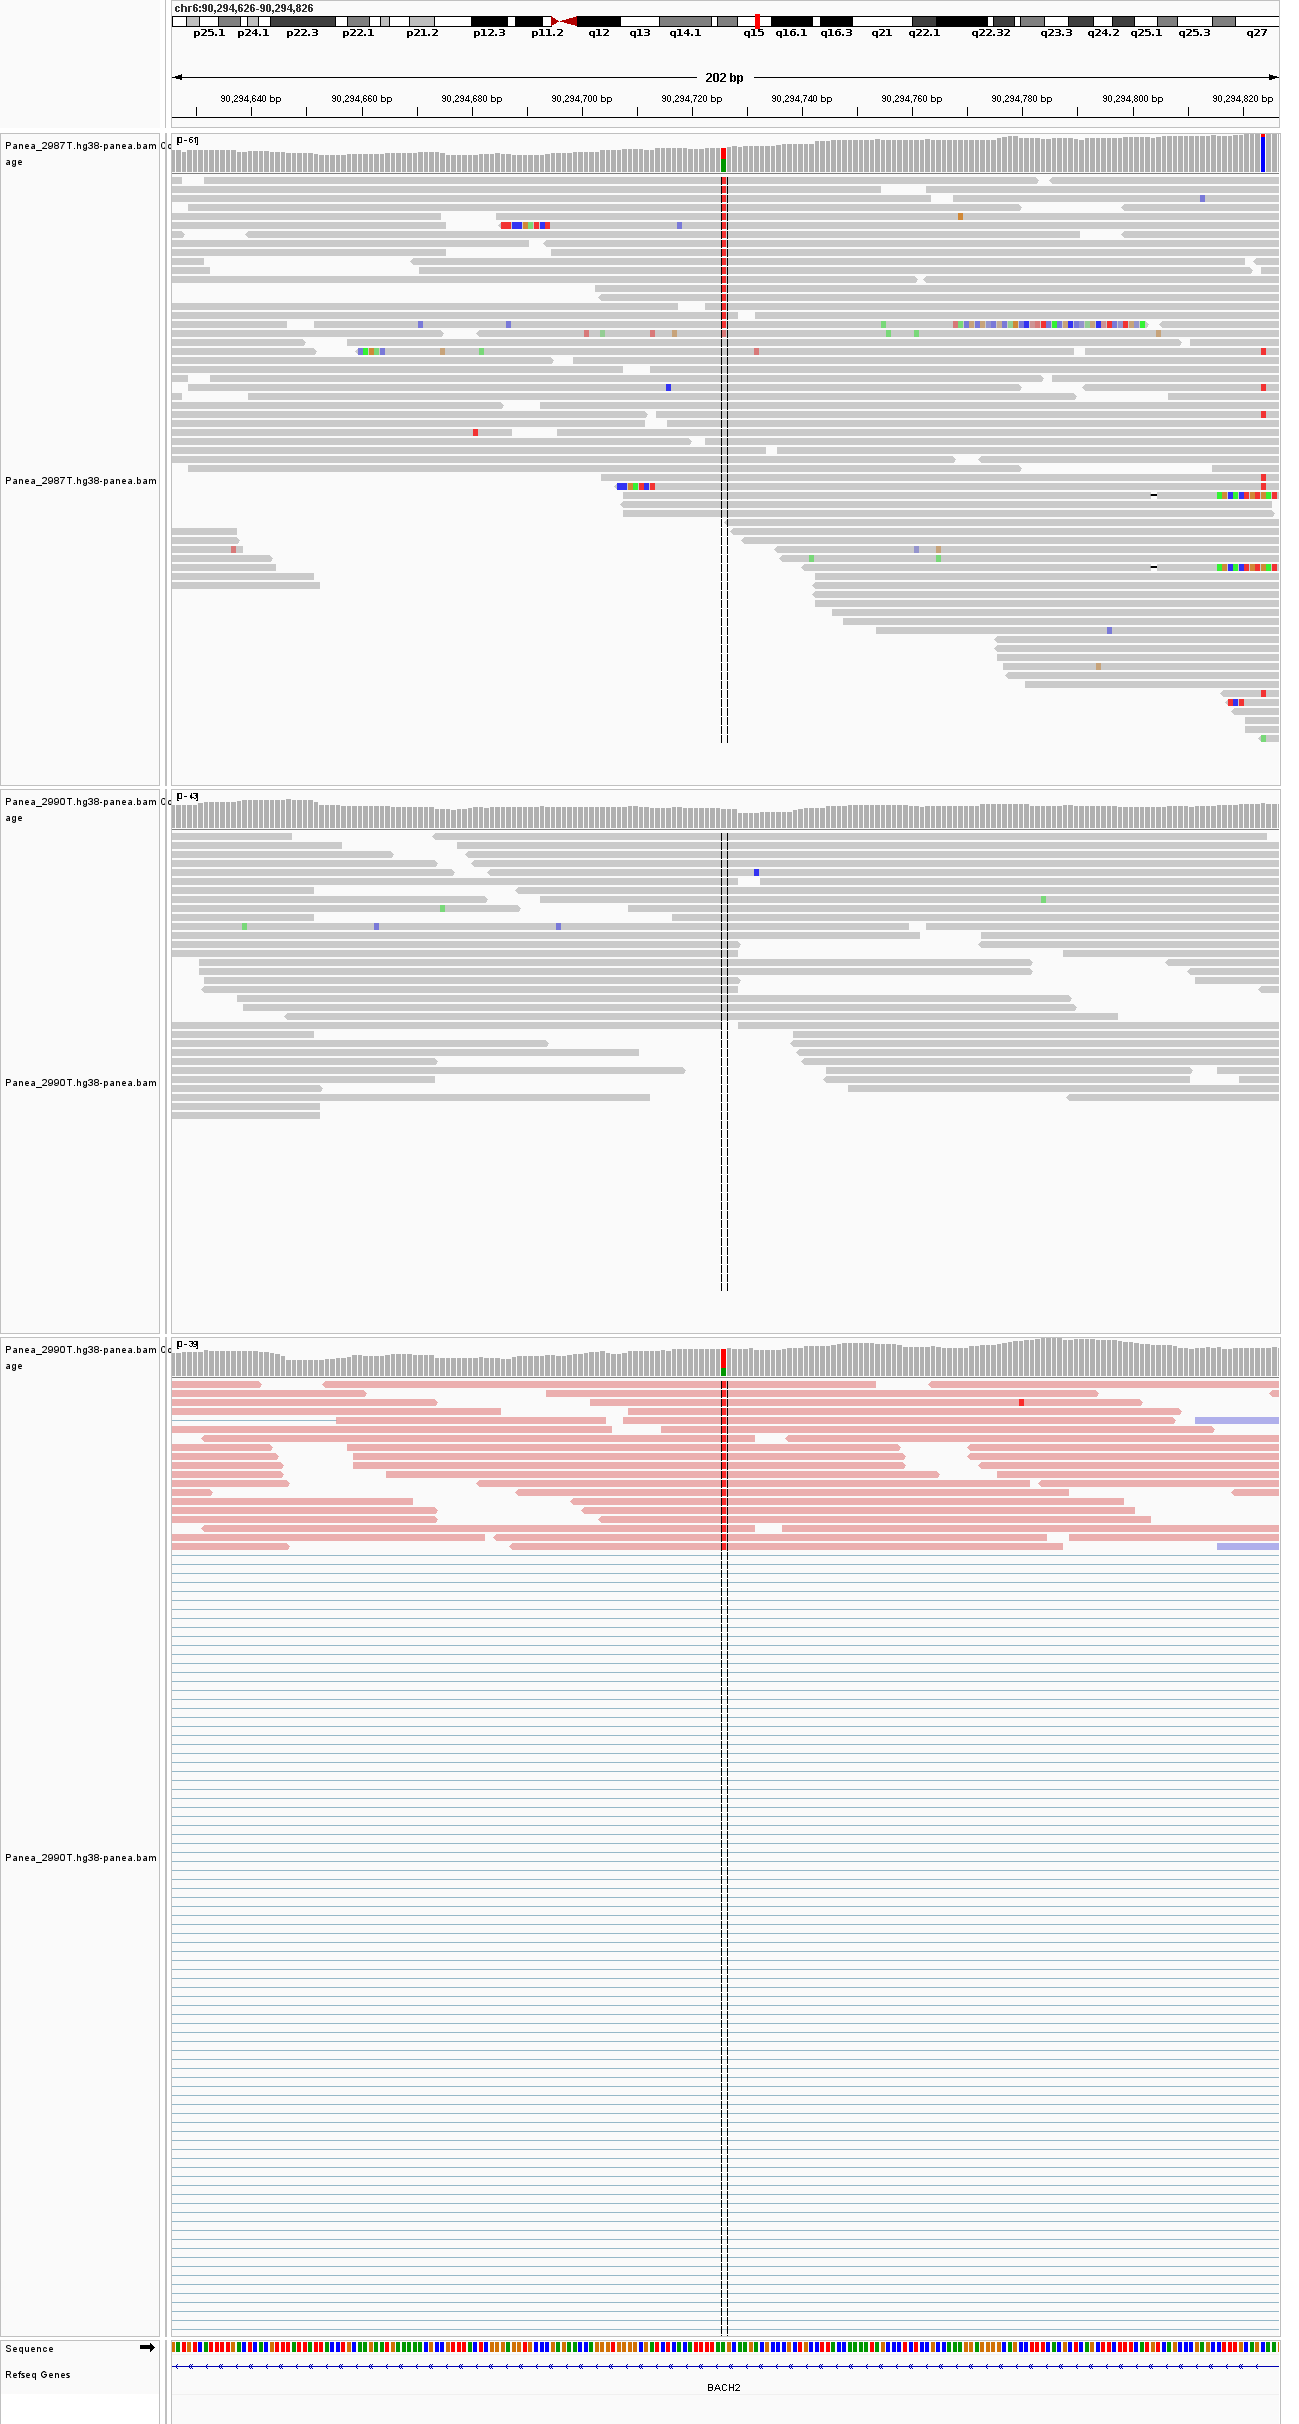 chr6:90,294,626-90,294,826
p25.1 p24.1 p22.3 p22.1 p21.2 p12.3 p11.2 q12 q13 q14.1 q15 q16.1 q16.3 q21 q22.1 q22.32 q23.3 q24.2 q25.1 q25.3 q27
202 bp
90,294,640 bp 90,294,660 bp 90,294,680 bp 90,294,700 bp 90,294,720 bp 90,294,740 bp 90,294,760 bp 90,294,780 bp 90,294,800 bp 90,294,820 bp
Panea_2987T.hg38-panea.bam Co
age
[0-61]
Panea_2987T.hg38-panea.bam
Panea_2990T.hg38-panea.bam Co
age
[0-43]
Panea_2990T.hg38-panea.bam
Panea_2990T.hg38-panea.bam Co
age
[0-39]
Panea_2990T.hg38-panea.bam
Sequence
Refseq Genes
BACH2